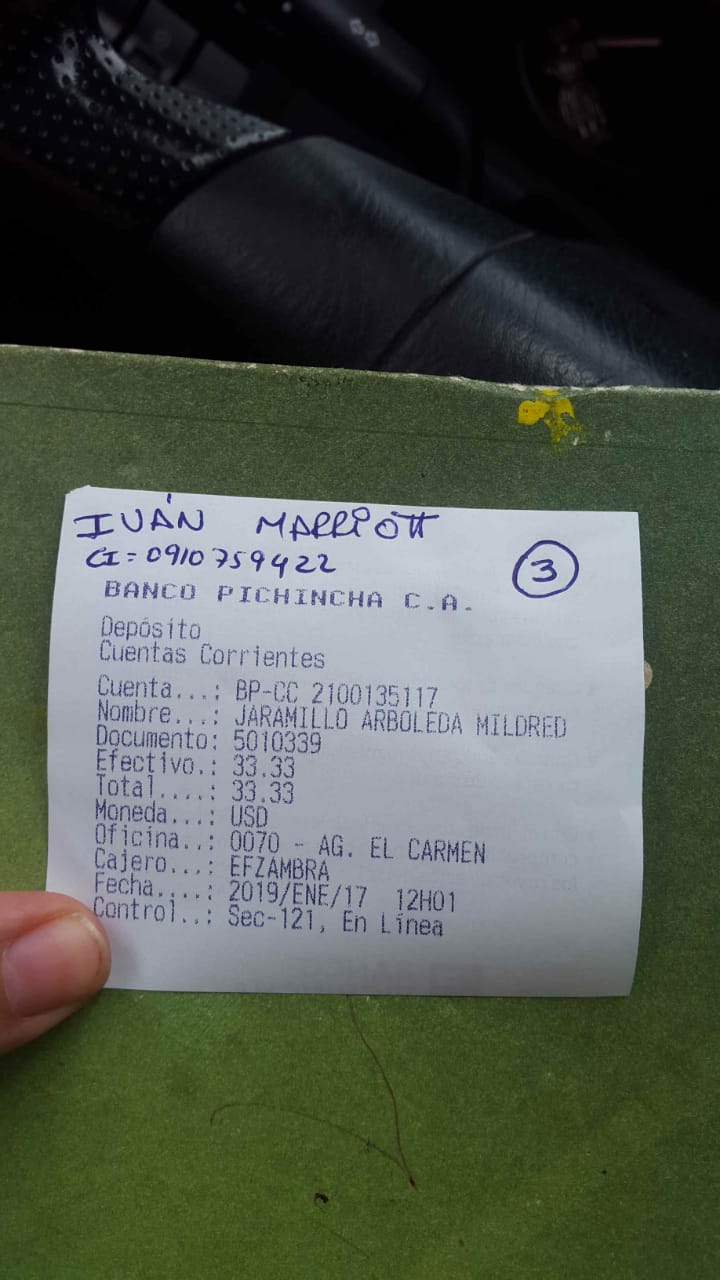 IVÁN MARRIOTT
CI = 0910759422
3
BANCO PICHINCHA C.A.
Depósito
Cuentas Corrientes
Cuenta...: BP-CC 2100135117
Nombre...: JARAMILLO ARBOLEDA MILDRED
Documento: 5010339
Efectivo.: 33.33
Total....: 33.33
Moneda...: USD
Oficina..: 0070 - AG. EL CARMEN
Cajero...: EFZAMBRA
Fecha....: 2019/ENE/17 12H01
Control..: Sec-121, En Línea